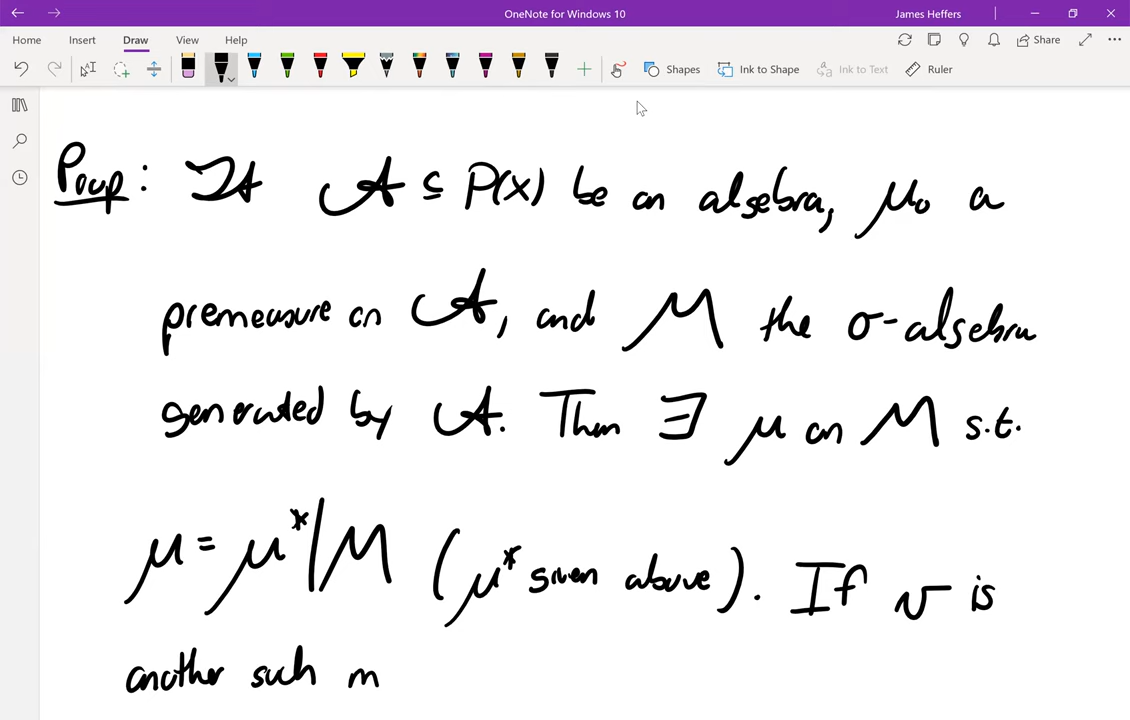 OneNote for Windows 10
James Heffers
Home Insert Draw View Help
Share
Shapes Ink to Shape Ink to Text Ruler
Prop: If 𝒜 ⊆ P(X) be an algebra, μ₀ a
premeasure on 𝒜, and M the σ-algebra
generated by 𝒜. Then ∃ μ on M s.t.
μ = μ*|M (μ* given above). If ν is
another such m